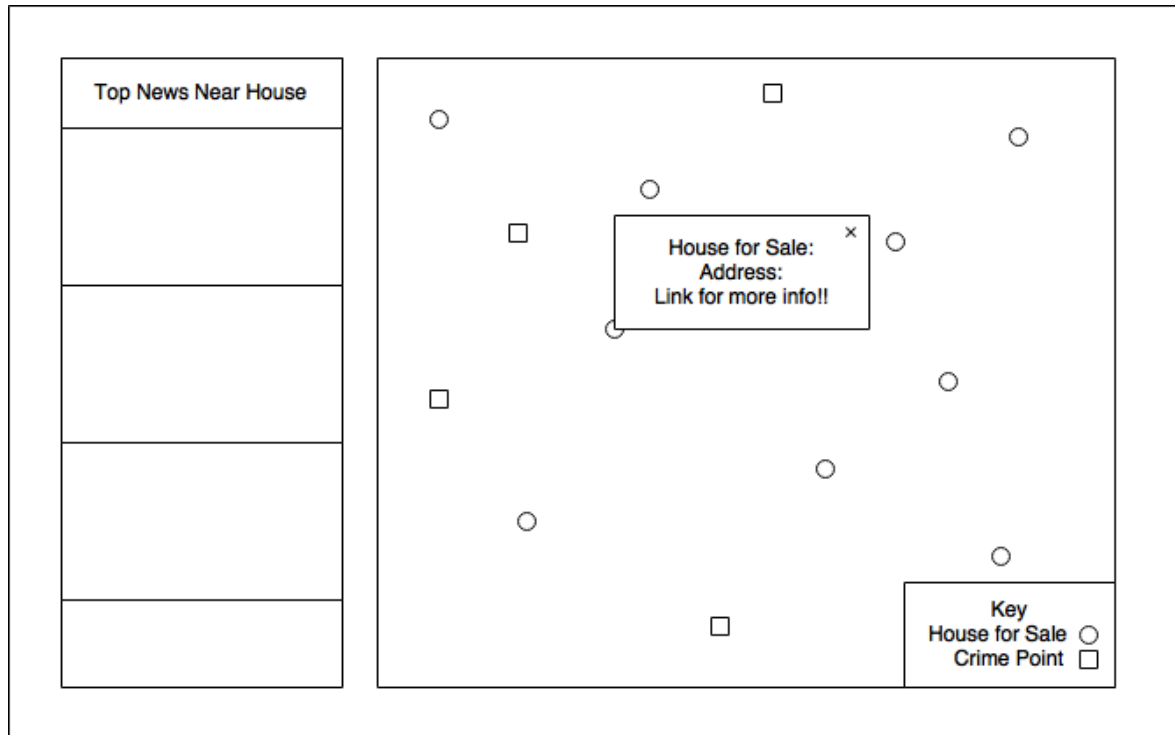 Top News Near House
×
House for Sale:
Address:
Link for more info!!
Key
House for Sale
Crime Point